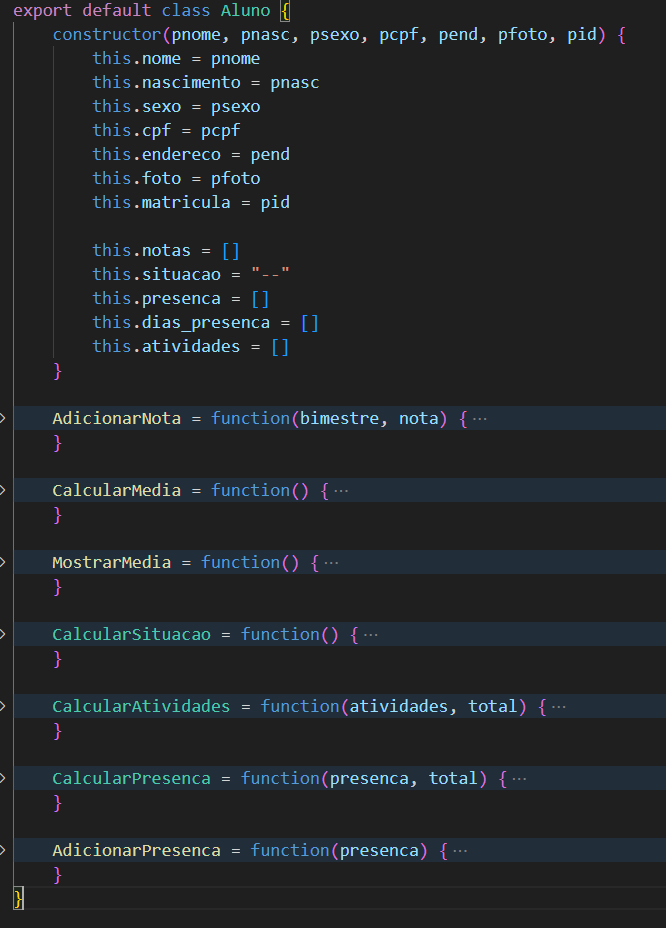 export default class Aluno {
    constructor(pnome, pnasc, psexo, pcpf, pend, pfoto, pid) {
        this.nome = pnome
        this.nascimento = pnasc
        this.sexo = psexo
        this.cpf = pcpf
        this.endereco = pend
        this.foto = pfoto
        this.matricula = pid

        this.notas = []
        this.situacao = "--"
        this.presenca = []
        this.dias_presenca = []
        this.atividades = []
    }

    AdicionarNota = function(bimestre, nota) { ...
    }

    CalcularMedia = function() { ...
    }

    MostrarMedia = function() { ...
    }

    CalcularSituacao = function() { ...
    }

    CalcularAtividades = function(atividades, total) { ...
    }

    CalcularPresenca = function(presenca, total) { ...
    }

    AdicionarPresenca = function(presenca) { ...
    }
}